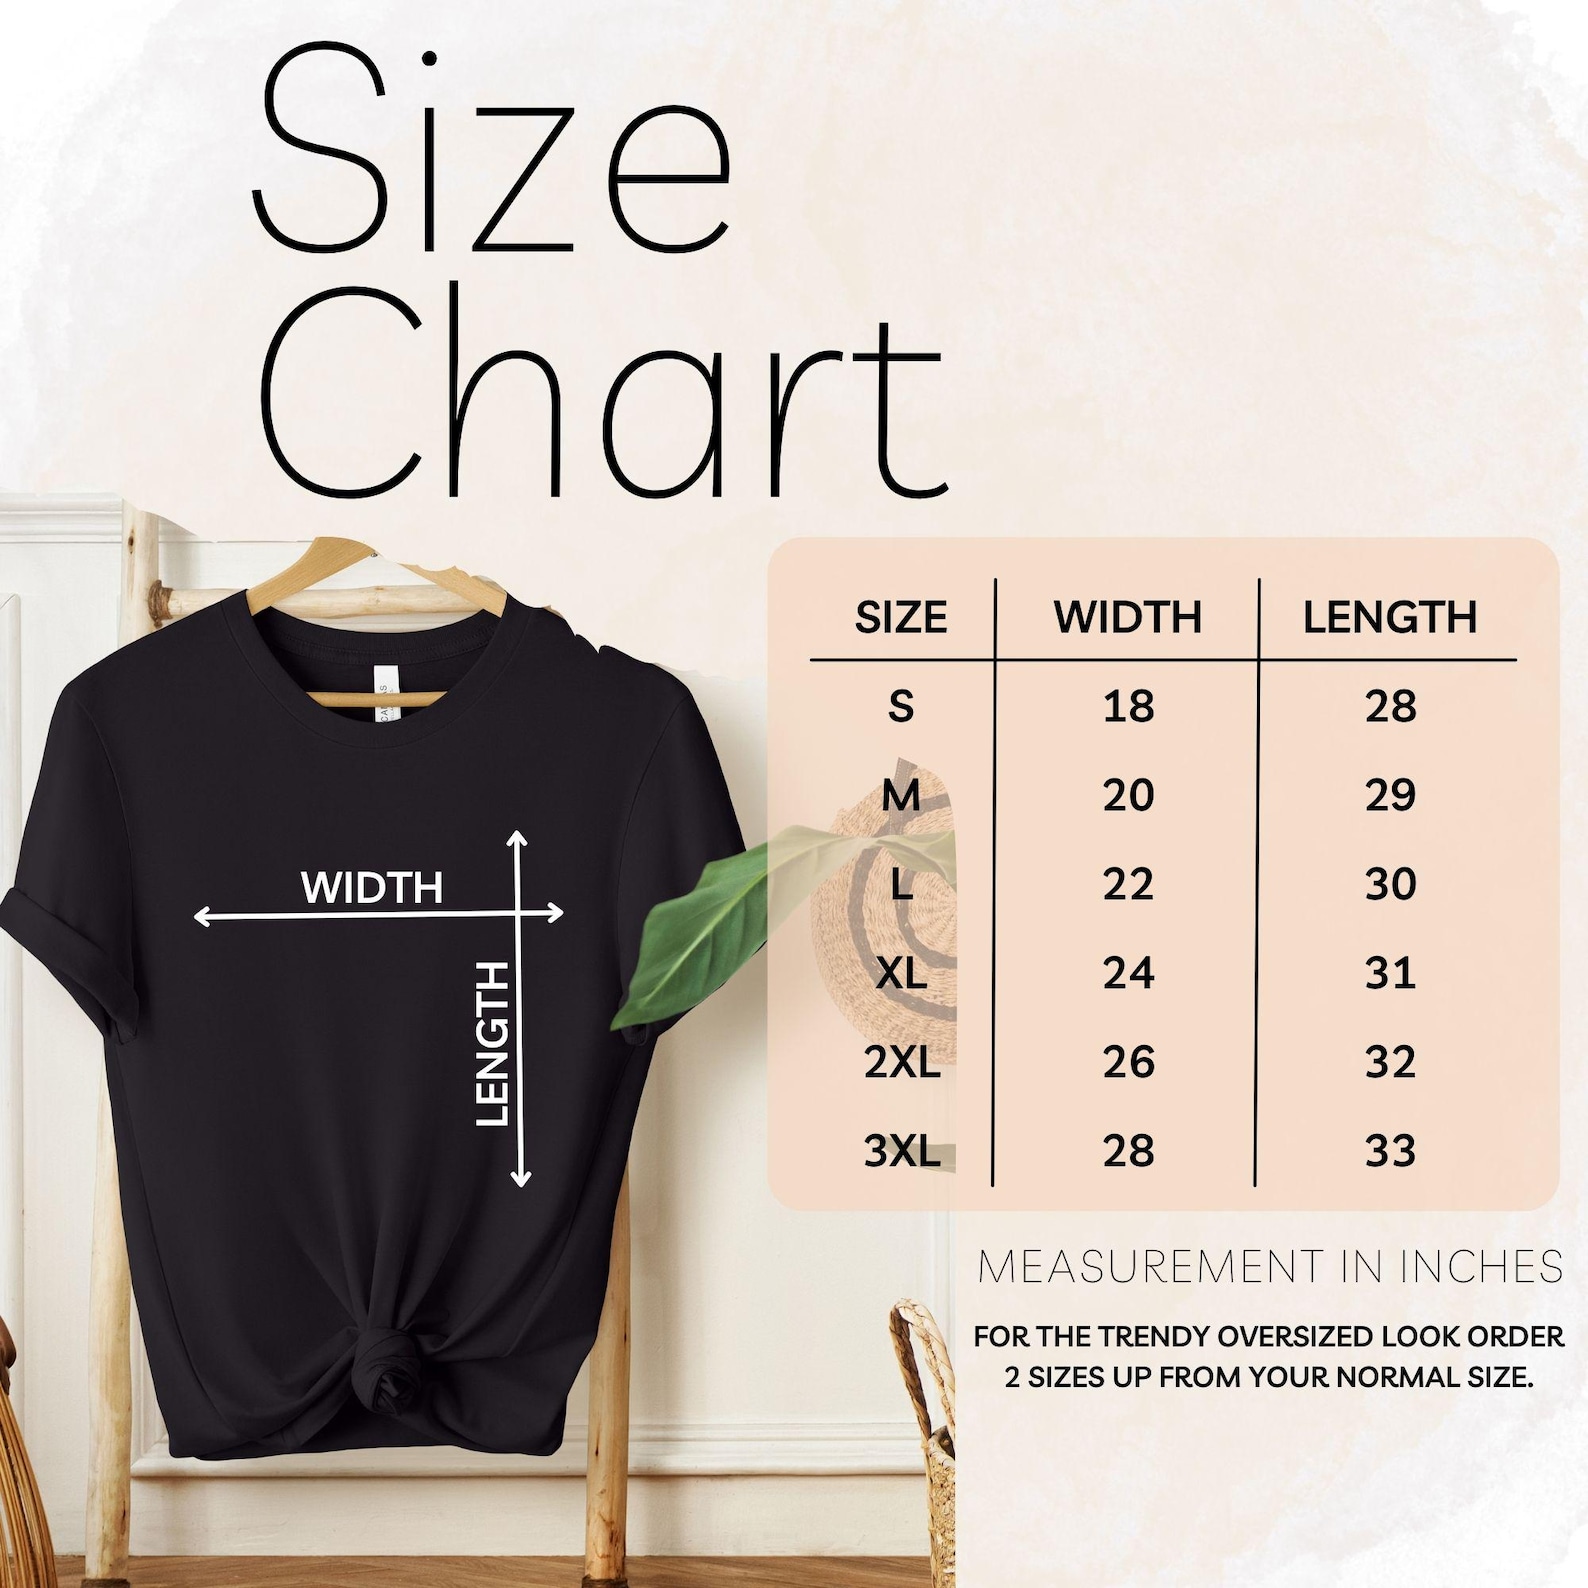 Size
Chart
WIDTH
LENGTH
SIZE WIDTH LENGTH
S 18 28
M 20 29
L 22 30
XL 24 31
2XL 26 32
3XL 28 33
MEASUREMENT IN INCHES
FOR THE TRENDY OVERSIZED LOOK ORDER
2 SIZES UP FROM YOUR NORMAL SIZE.